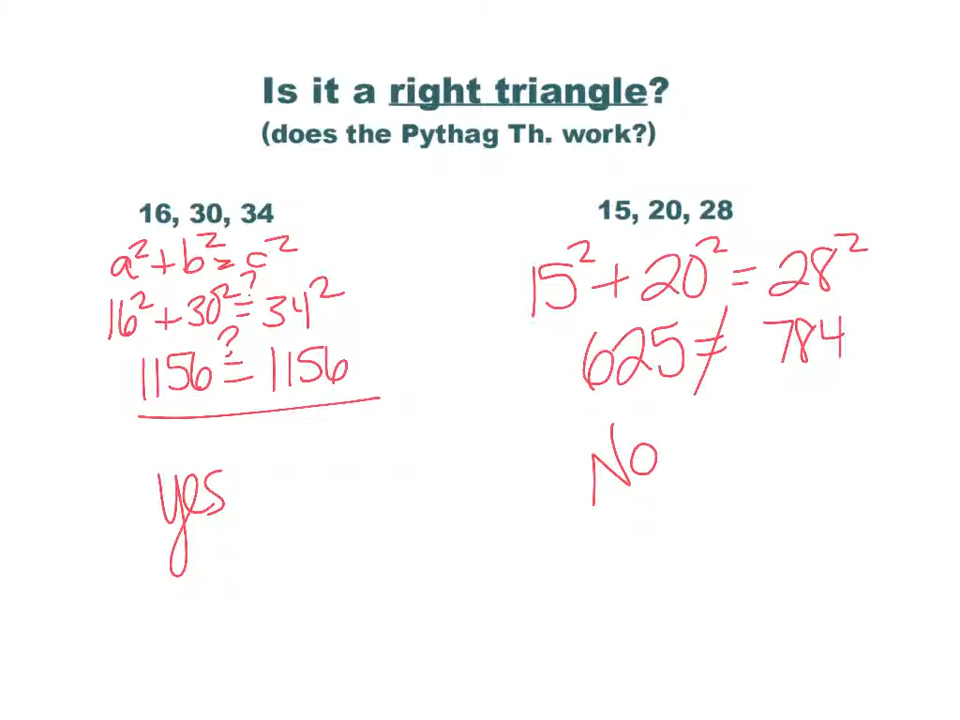 Is it a right triangle?
(does the Pythag Th. work?)
16, 30, 34
a² + b² = c²
16² + 30² ≟ 34²
1156 ≟ 1156
yes
15, 20, 28
15² + 20² = 28²
625 ≠ 784
No